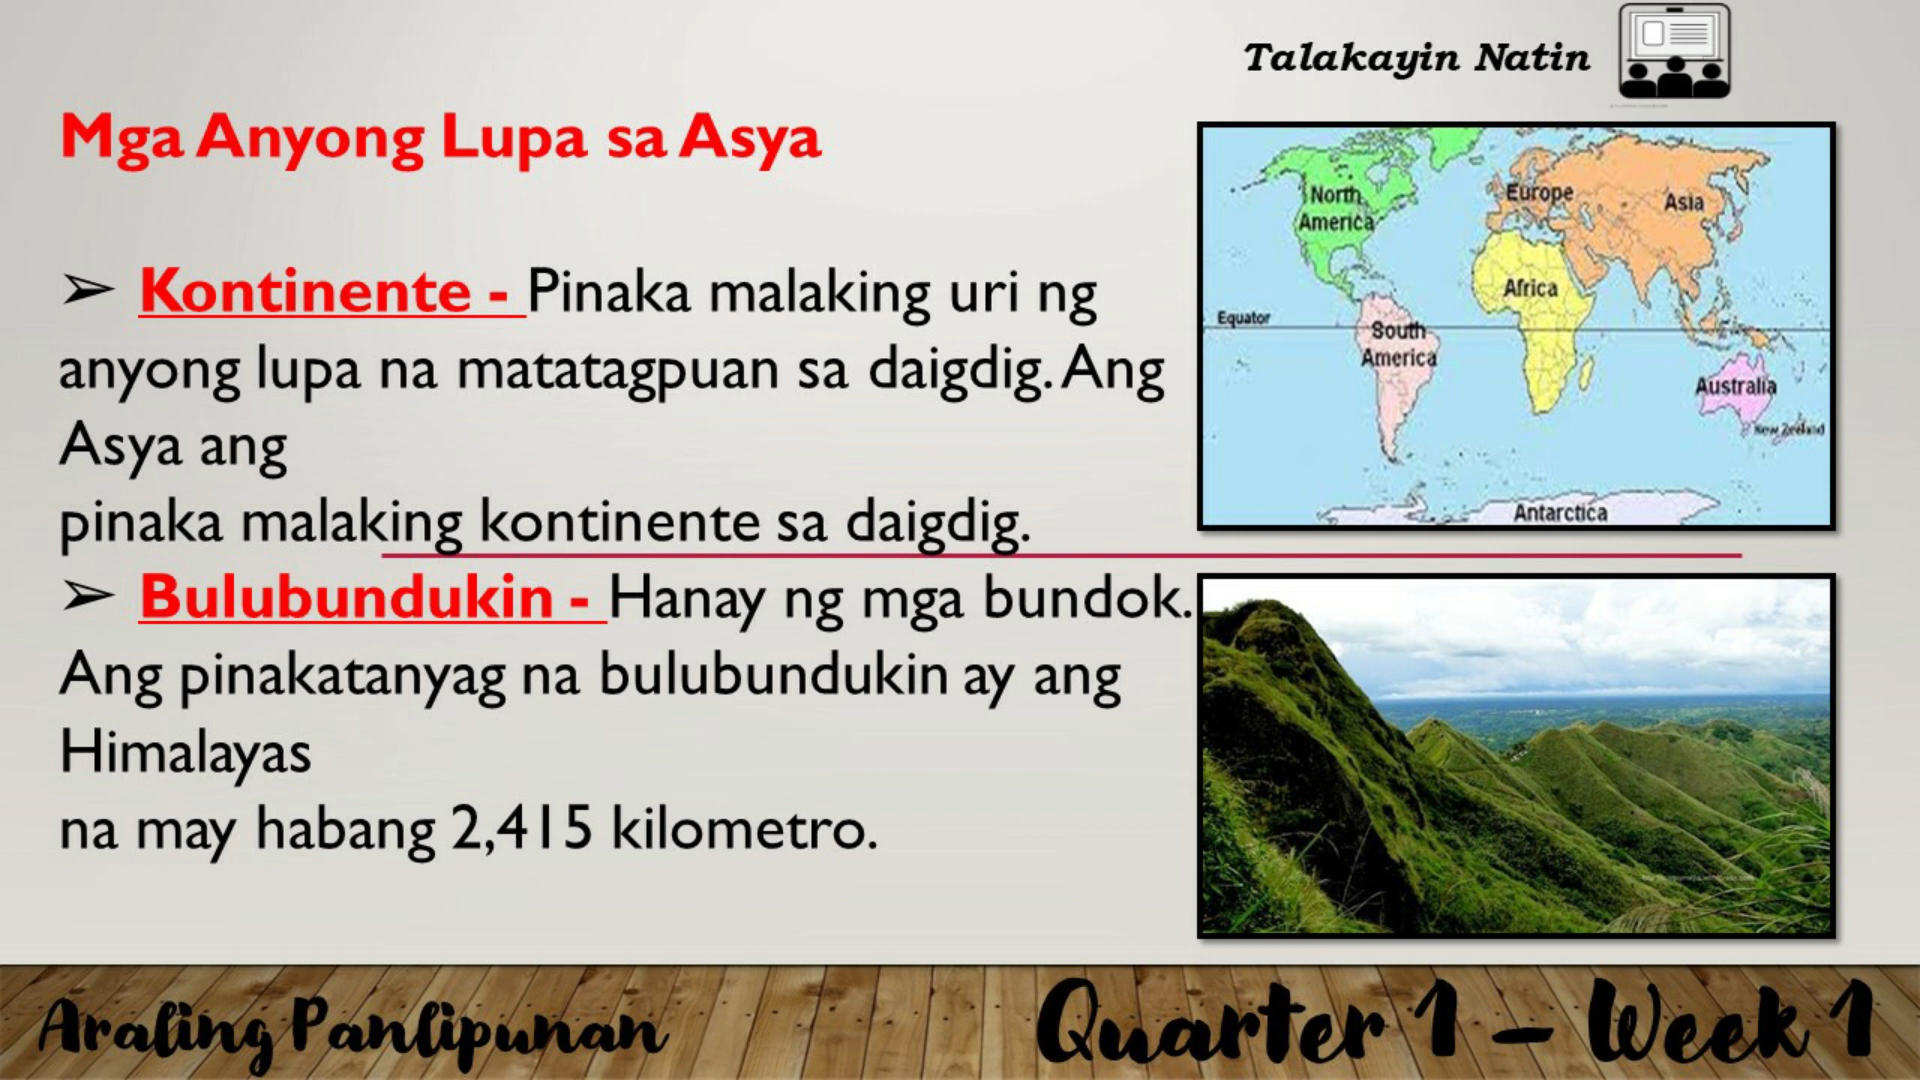 Talakayin Natin
Mga Anyong Lupa sa Asya
➢ Kontinente - Pinaka malaking uri ng
anyong lupa na matatagpuan sa daigdig. Ang
Asya ang
pinaka malaking kontinente sa daigdig.
➢ Bulubundukin - Hanay ng mga bundok.
Ang pinakatanyag na bulubundukin ay ang
Himalayas
na may habang 2,415 kilometro.
North
America
Europe
Asia
Africa
Equator
South
America
Australia
New Zealand
Antarctica
Araling Panlipunan
Quarter 1 – Week 1